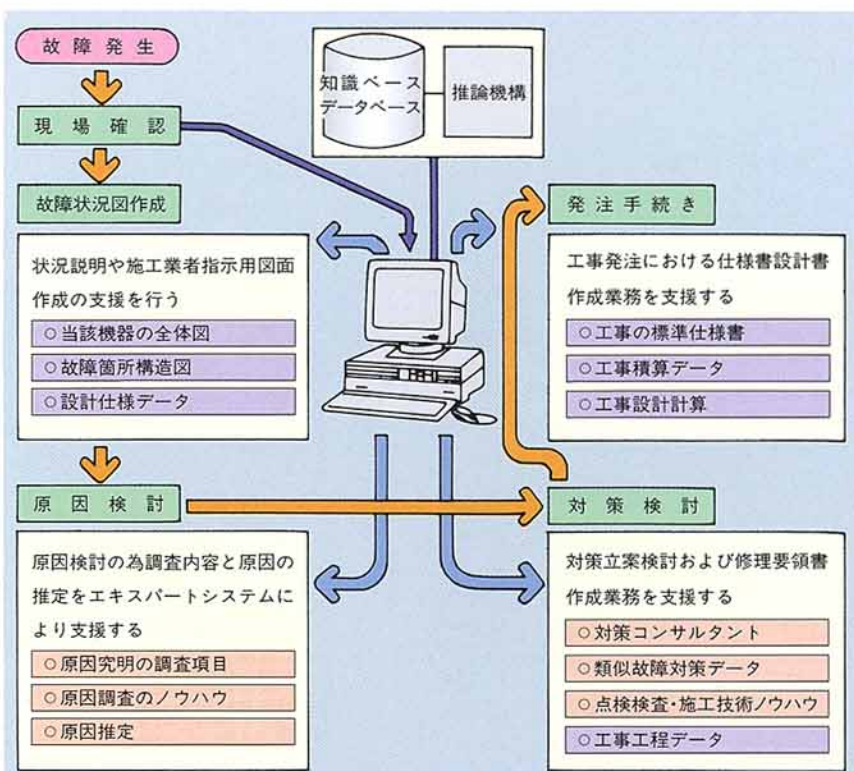 故障発生
現場確認
故障状況図作成
状況説明や施工業者指示用図面
作成の支援を行う
○当該機器の全体図
○故障箇所構造図
○設計仕様データ
原因検討
原因検討の為調査内容と原因の
推定をエキスパートシステムに
より支援する
○原因究明の調査項目
○原因調査のノウハウ
○原因推定
知識ベース
データベース
推論機構
発注手続き
工事発注における仕様書設計書
作成業務を支援する
○工事の標準仕様書
○工事積算データ
○工事設計計算
対策検討
対策立案検討および修理要領書
作成業務を支援する
○対策コンサルタント
○類似故障対策データ
○点検検査・施工技術ノウハウ
○工事工程データ